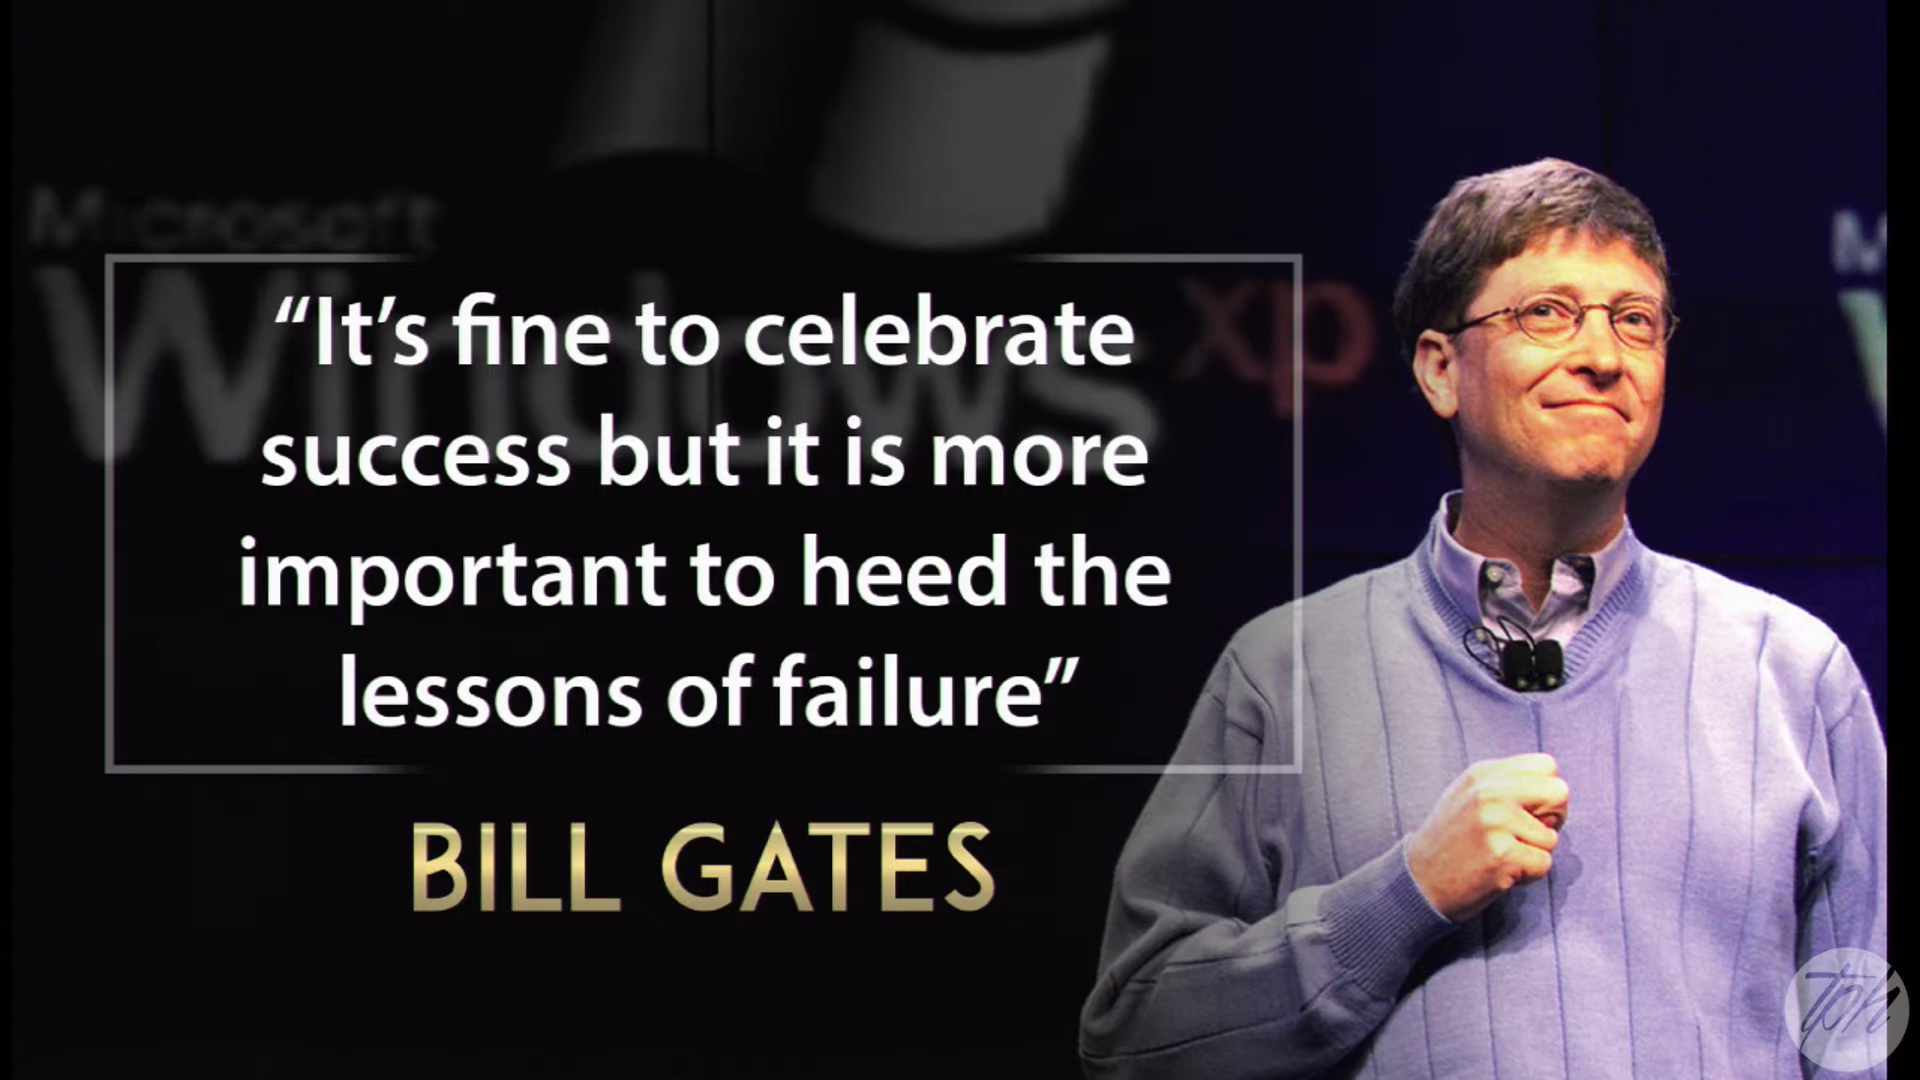 Microsoft
Windows xp
“It’s fine to celebrate
success but it is more
important to heed the
lessons of failure”
BILL GATES
M
tph